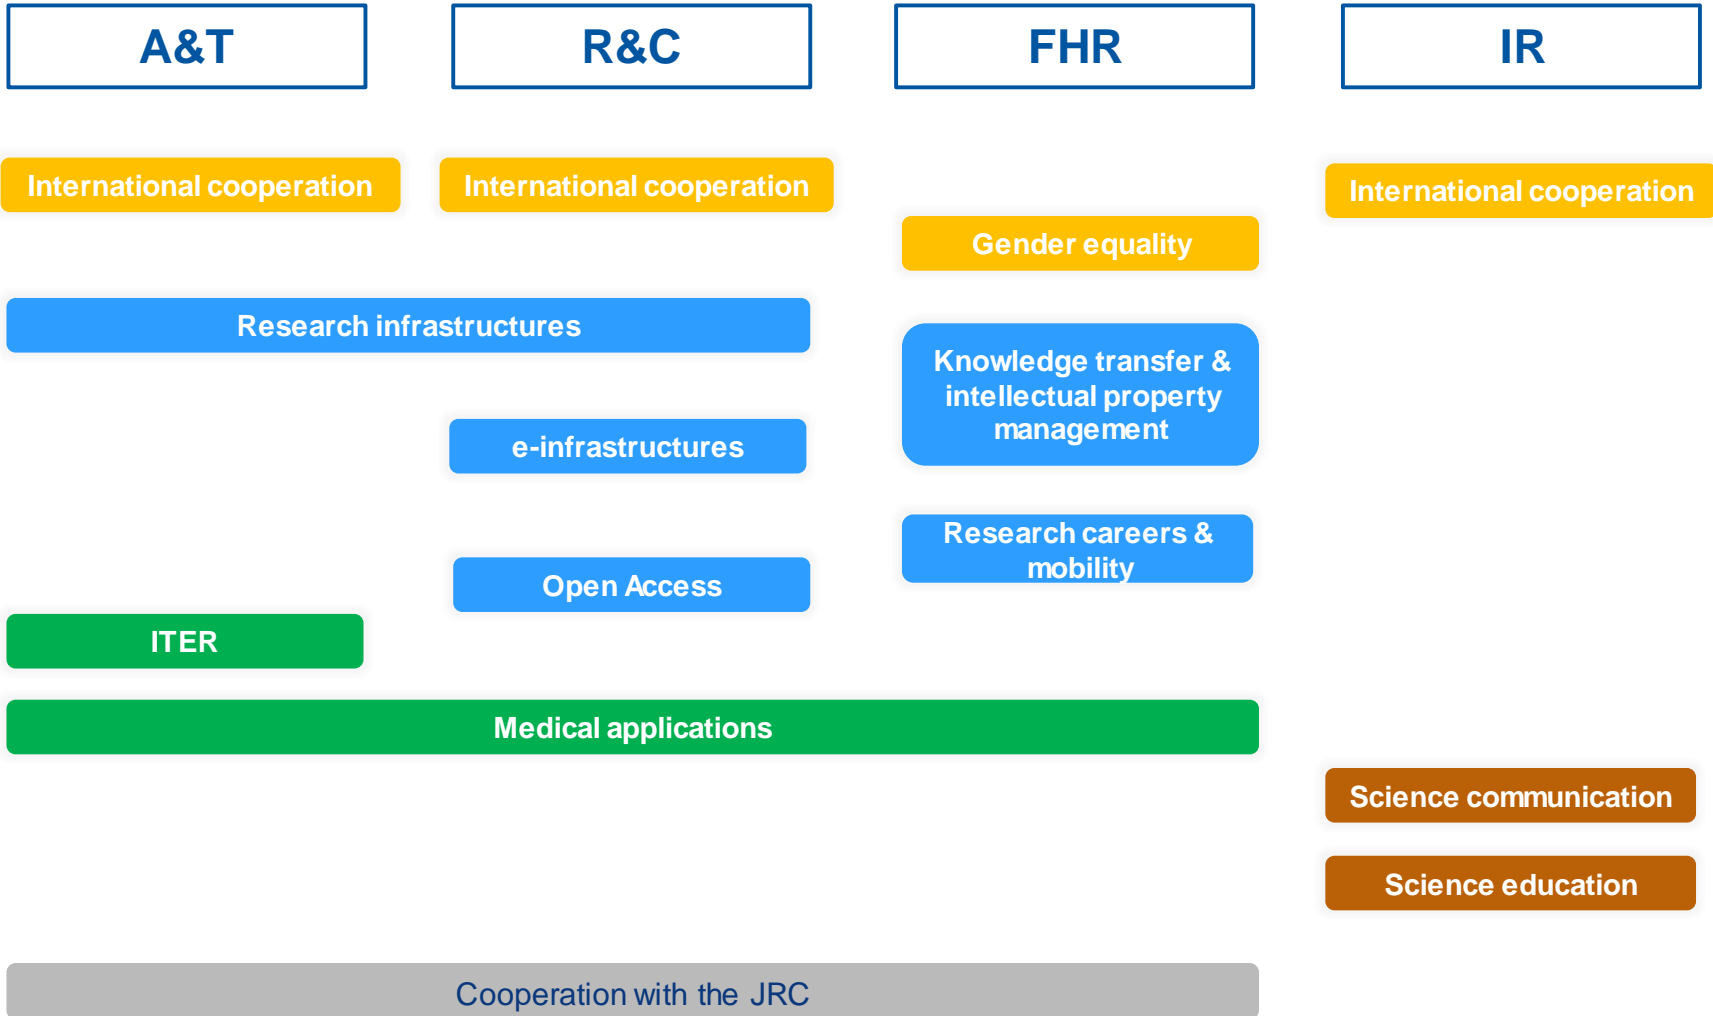 A&T
R&C
FHR
IR
International cooperation
International cooperation
International cooperation
Gender equality
Research infrastructures
Knowledge transfer &
intellectual property
management
e-infrastructures
Research careers &
mobility
Open Access
ITER
Medical applications
Science communication
Science education
Cooperation with the JRC